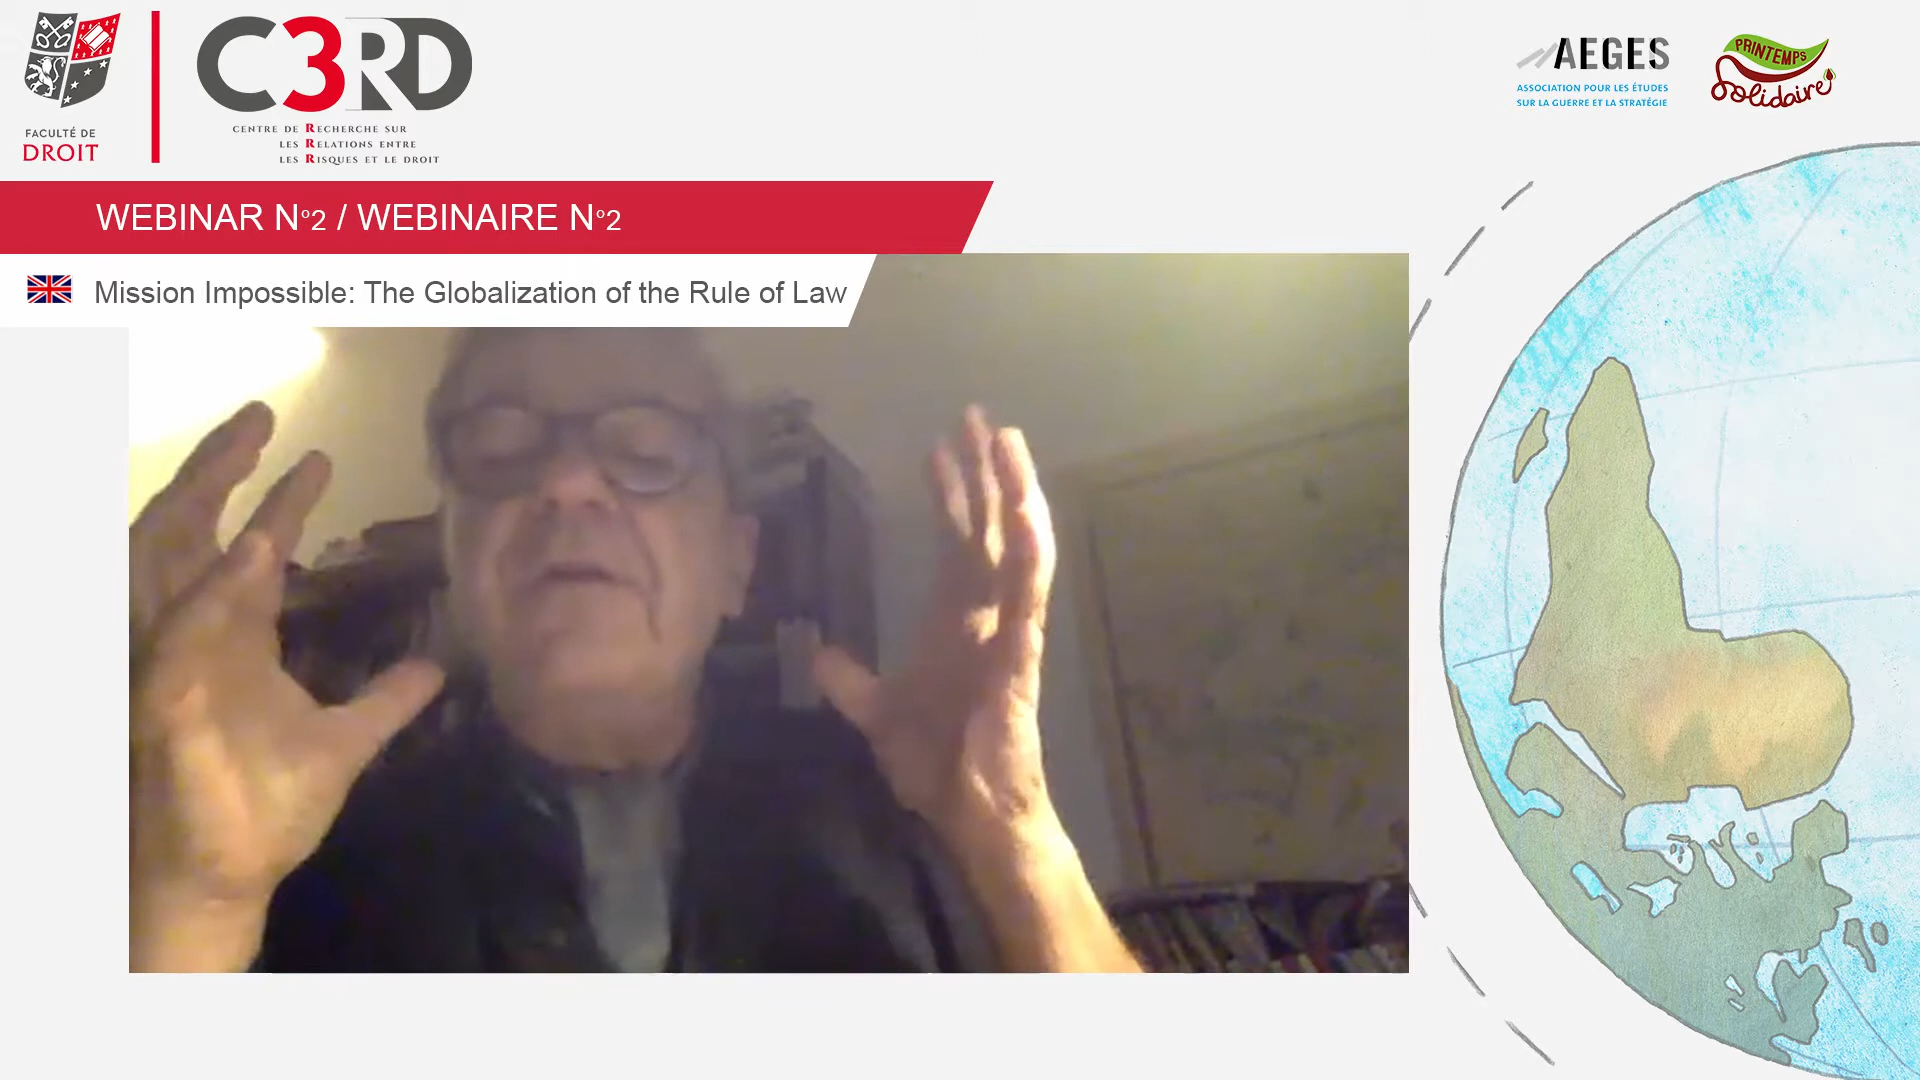 FACULTÉ DE
DROIT
C3RD
CENTRE DE RECHERCHE SUR
LES RELATIONS ENTRE
LES RISQUES ET LE DROIT
AEGES
ASSOCIATION POUR LES ÉTUDES
SUR LA GUERRE ET LA STRATÉGIE
PRINTEMPS
Solidaire
WEBINAR N°2 / WEBINAIRE N°2
Mission Impossible: The Globalization of the Rule of Law